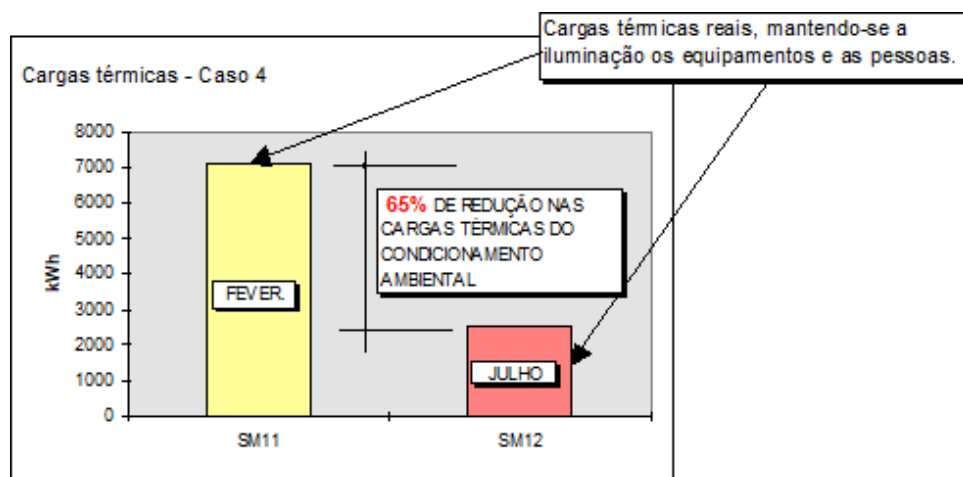 Cargas térmicas reais, mantendo-se a
iluminação os equipamentos e as pessoas.
Cargas térmicas - Caso 4
8000
7000
6000
5000
4000
3000
2000
1000
0
kWh
65% DE REDUÇÃO NAS
CARGAS TÉRMICAS DO
CONDICIONAMENTO
AMBIENTAL
FEVER.
JULHO
SM11
SM12